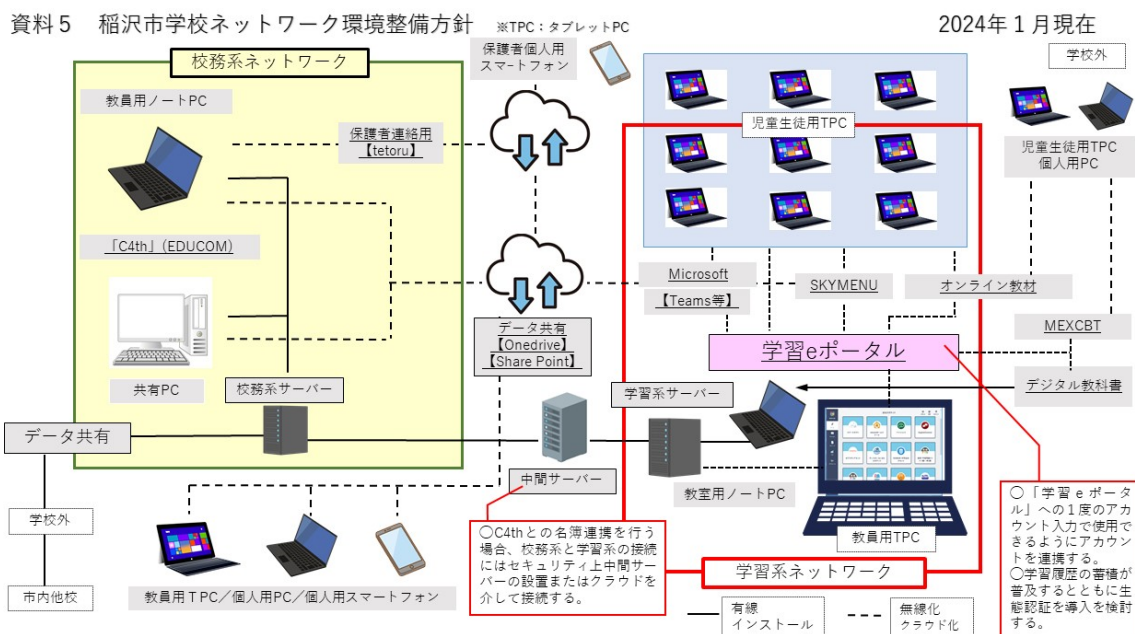 資料５　稲沢市学校ネットワーク環境整備方針　※TPC：タブレットPC
2024年１月現在
校務系ネットワーク
教員用ノートPC
保護者連絡用
【tetoru】
「C4th」(EDUCOM)
共有PC
校務系サーバー
データ共有
学校外
市内他校
保護者個人用
スマートフォン
データ共有
【Onedrive】
【Share Point】
中間サーバー
教員用ＴPC／個人用PC／個人用スマートフォン
児童生徒用TPC
Microsoft
【Teams等】
SKYMENU
オンライン教材
学習eポータル
学習系サーバー
教室用ノートPC
教員用TPC
学習系ネットワーク
学校外
児童生徒用TPC
個人用PC
MEXCBT
デジタル教科書
○C4thとの名簿連携を行う
場合、校務系と学習系の接続
にはセキュリティ上中間サー
バーの設置またはクラウドを
介して接続する。
○「学習ｅポータ
ル」への１度のアカ
ウント入力で使用で
きるようにアカウン
トを連携する。
○学習履歴の蓄積が
普及するとともに生
態認証を導入を検討
する。
有線
インストール
無線化
クラウド化